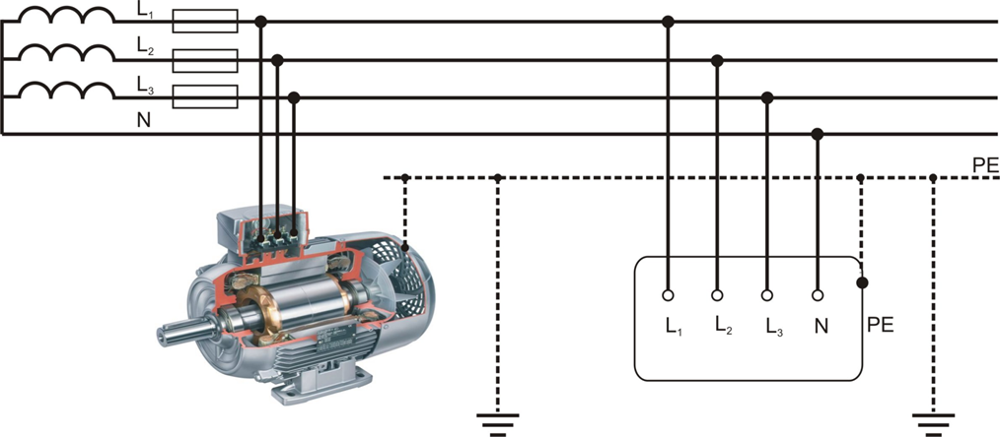 L₁
L₂
L₃
N
PE
L₁ L₂ L₃ N PE